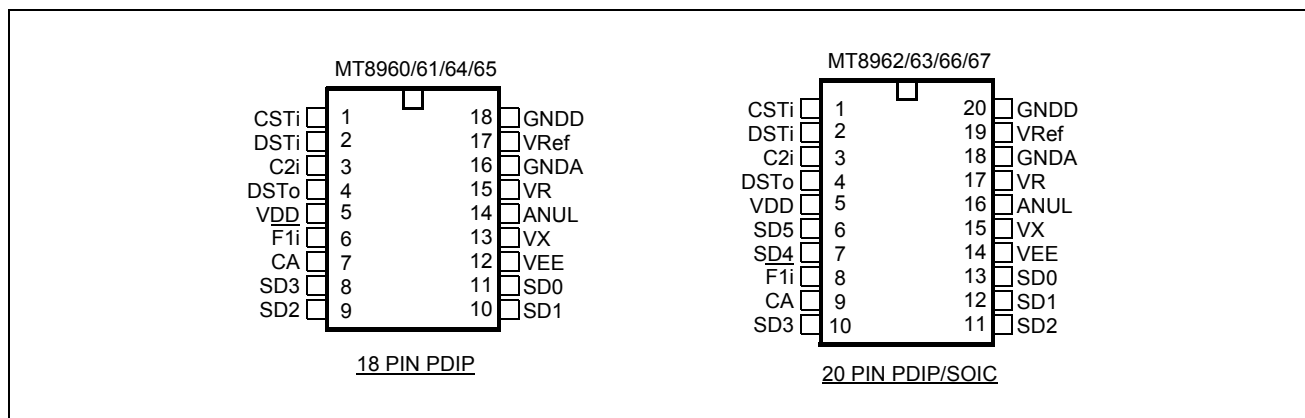 MT8960/61/64/65
CSTi 1 18 GNDD
DSTi 2 17 VRef
C2i 3 16 GNDA
DSTo 4 15 VR
VDD 5 14 ANUL
F1i 6 13 VX
CA 7 12 VEE
SD3 8 11 SD0
SD2 9 10 SD1
18 PIN PDIP
MT8962/63/66/67
CSTi 1 20 GNDD
DSTi 2 19 VRef
C2i 3 18 GNDA
DSTo 4 17 VR
VDD 5 16 ANUL
SD5 6 15 VX
SD4 7 14 VEE
F1i 8 13 SD0
CA 9 12 SD1
SD3 10 11 SD2
20 PIN PDIP/SOIC